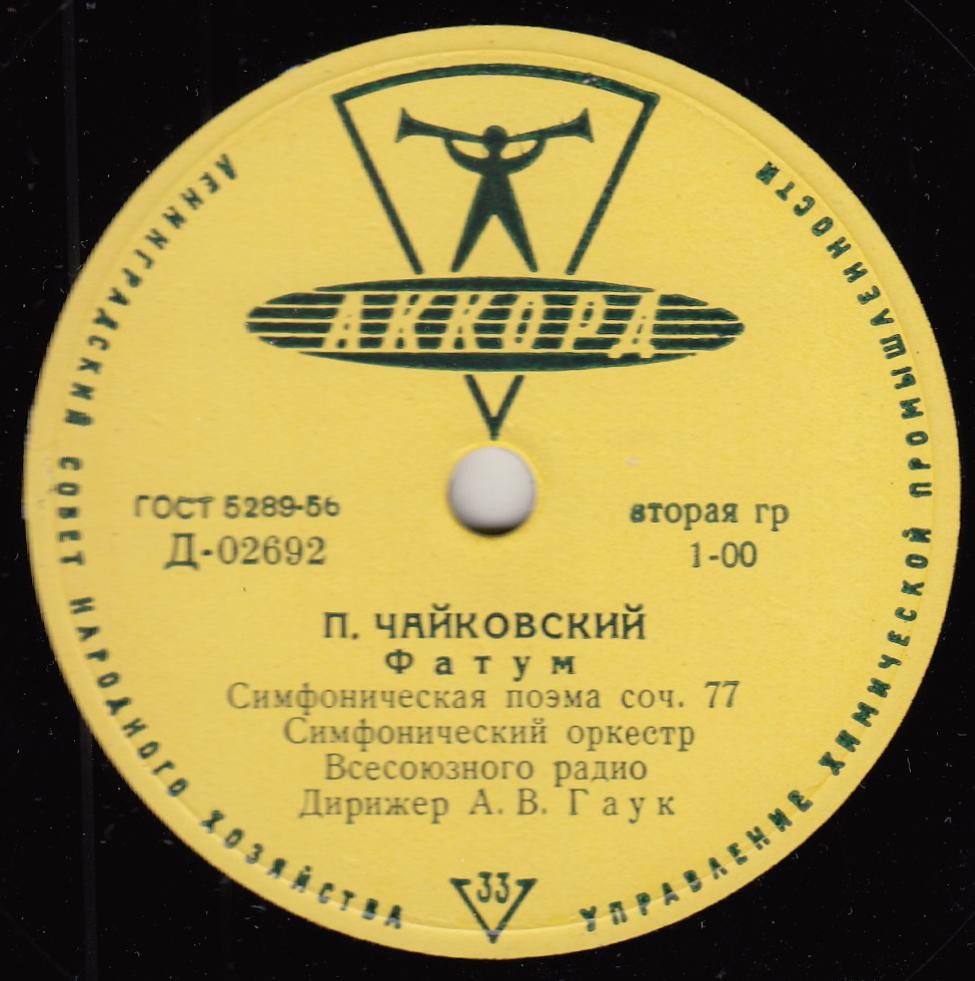 АККОРД
ЛЕНИНГРАДСКИЙ СОВЕТ НАРОДНОГО ХОЗЯЙСТВА
УПРАВЛЕНИЕ ХИМИЧЕСКОЙ ПРОМЫШЛЕННОСТИ
ГОСТ 5289-56
Д-02692
вторая гр
1-00
П. ЧАЙКОВСКИЙ
Фатум
Симфоническая поэма соч. 77
Симфонический оркестр
Всесоюзного радио
Дирижер А. В. Гаук
33